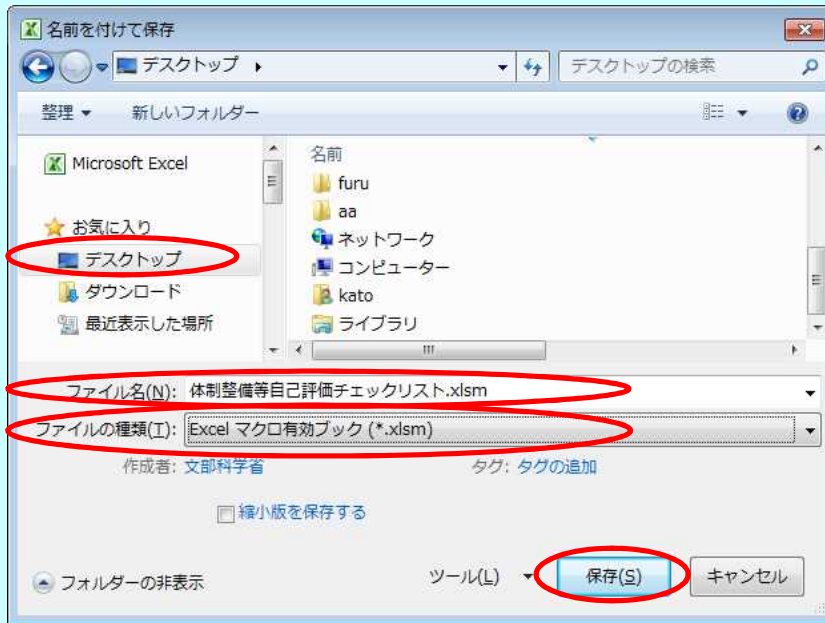 名前を付けて保存
デスクトップ
デスクトップの検索
整理
新しいフォルダー
Microsoft Excel
お気に入り
デスクトップ
ダウンロード
最近表示した場所
名前
furu
aa
ネットワーク
コンピューター
kato
ライブラリ
ファイル名(N): 体制整備等自己評価チェックリスト.xlsm
ファイルの種類(T): Excel マクロ有効ブック (*.xlsm)
作成者: 文部科学省 タグ: タグの追加
縮小版を保存する
フォルダーの非表示 ツール(L) 保存(S) キャンセル